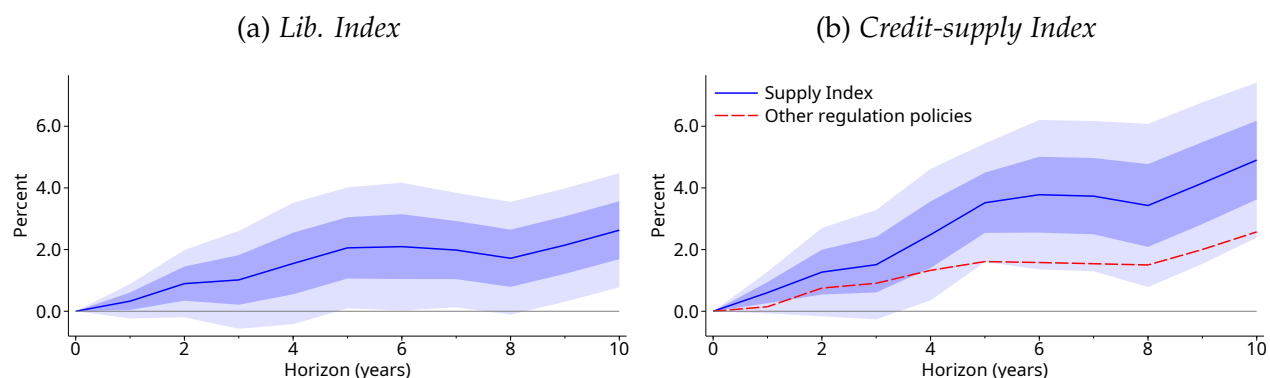 (a) Lib. Index
Percent
6.0
4.0
2.0
0.0
0 2 4 6 8 10
Horizon (years)
(b) Credit-supply Index
Supply Index
Other regulation policies
Percent
6.0
4.0
2.0
0.0
0 2 4 6 8 10
Horizon (years)